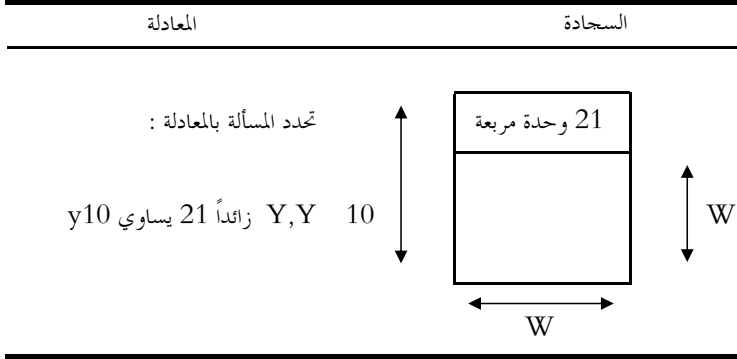 السجادة المعادلة
21 وحدة مربعة
تحدد المسألة بالمعادلة :
W
10
Y,Y زائداً 21 يساوي y10
W